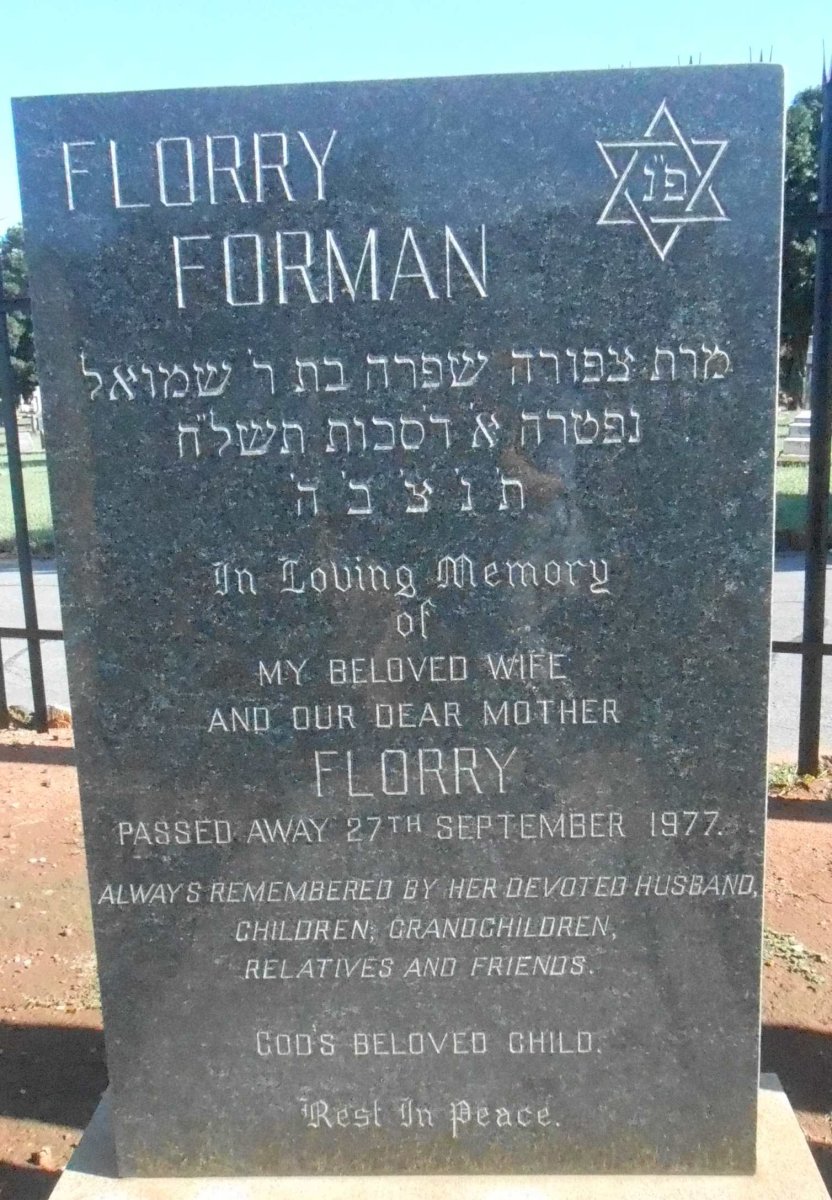 FLORRY
פ"נ
FORMAN
מרת צפורה שפרה בת ר' שמואל
נפטרה א' ד'סכות תשל"ח
ת' נ' צ' ב' ה'
In Loving Memory
of
MY BELOVED WIFE
AND OUR DEAR MOTHER
FLORRY
PASSED AWAY 27TH SEPTEMBER 1977.
ALWAYS REMEMBERED BY HER DEVOTED HUSBAND,
CHILDREN, GRANDCHILDREN,
RELATIVES AND FRIENDS.
GOD'S BELOVED CHILD.
Rest In Peace.